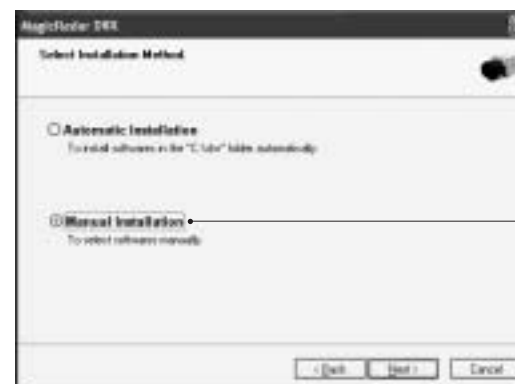 Select Installation Method.
Automatic Installation
To install softwares in the folder automatically
Manual Installation
To select softwares manually
< Back Next > Cancel